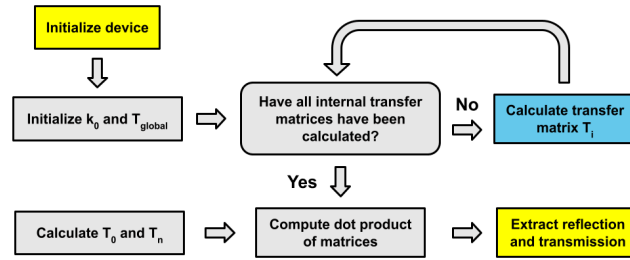 Initialize device
Initialize k0 and Tglobal
Have all internal transfer
matrices have been
calculated?
No
Calculate transfer
matrix Ti
Yes
Calculate T0 and Tn
Compute dot product
of matrices
Extract reflection
and transmission